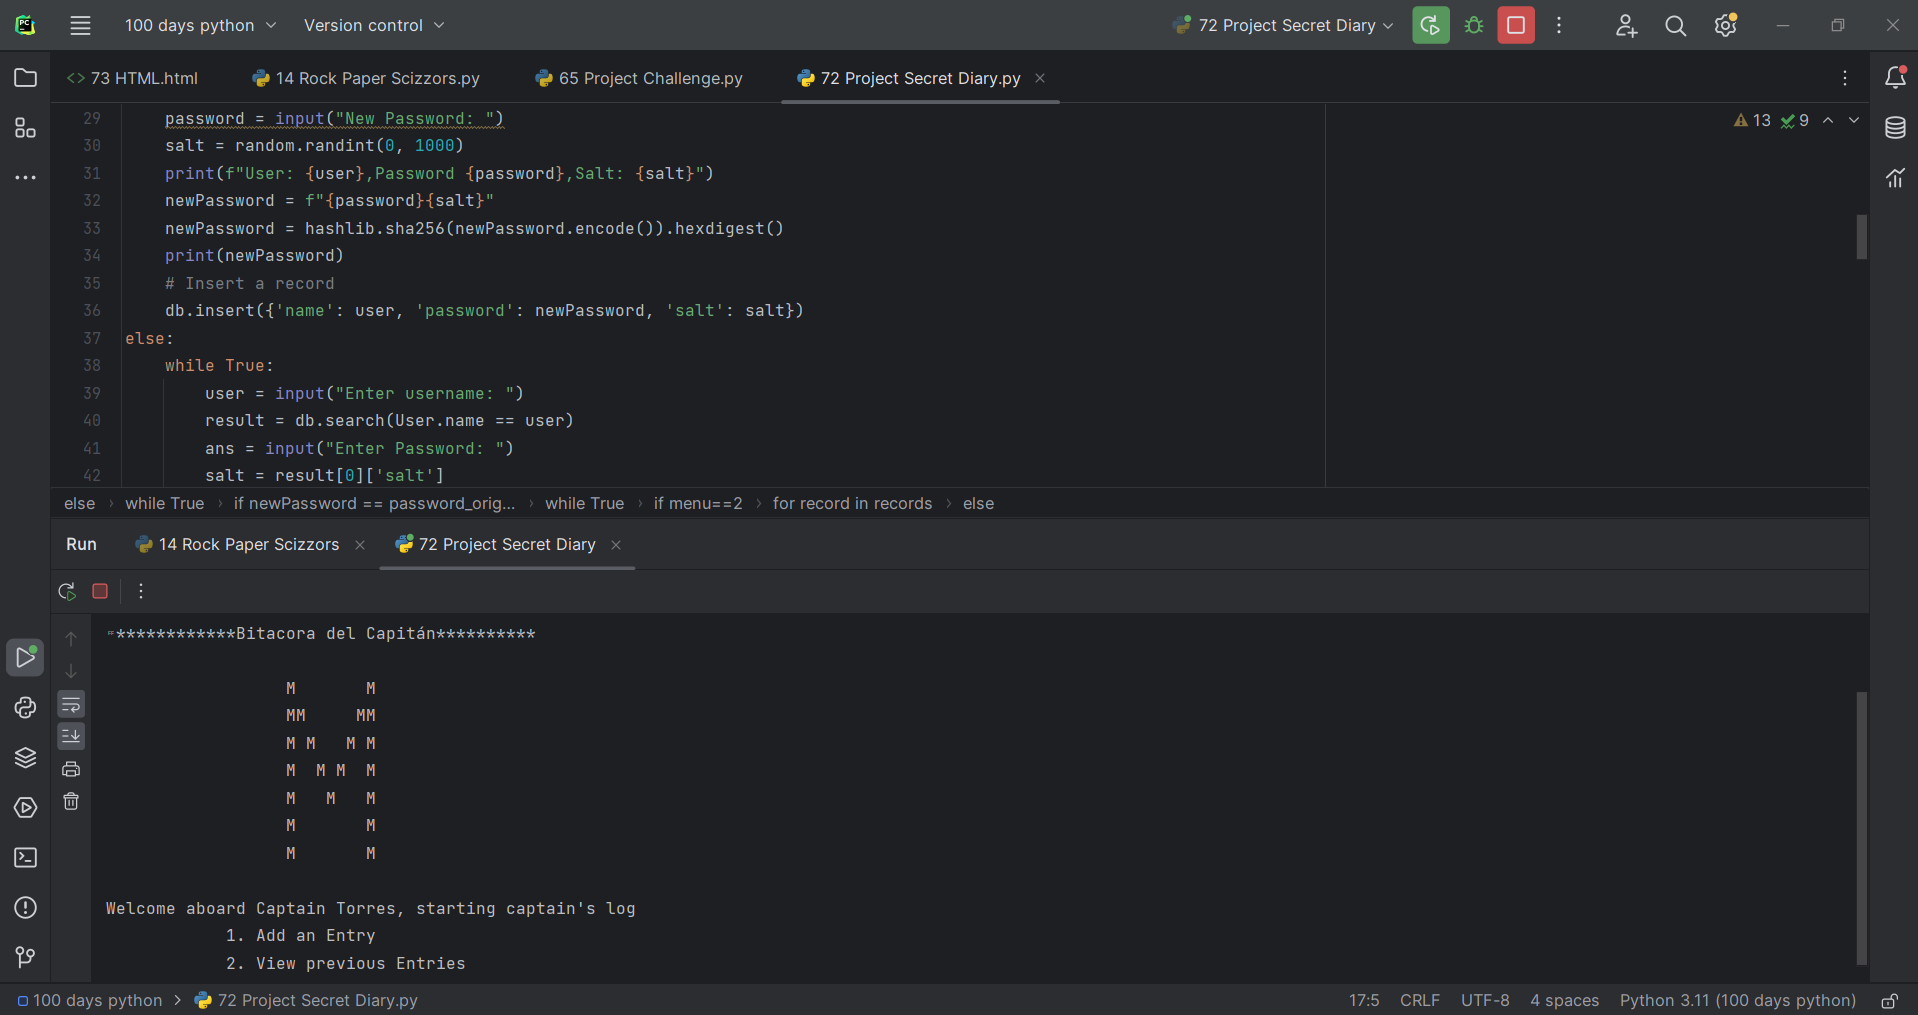 100 days python Version control 72 Project Secret Diary
73 HTML.html 14 Rock Paper Scizzors.py 65 Project Challenge.py 72 Project Secret Diary.py
29 password = input("New Password: ") 13 9
30 salt = random.randint(0, 1000)
31 print(f"User: {user},Password {password},Salt: {salt}")
32 newPassword = f"{password}{salt}"
33 newPassword = hashlib.sha256(newPassword.encode()).hexdigest()
34 print(newPassword)
35 # Insert a record
36 db.insert({'name': user, 'password': newPassword, 'salt': salt})
37 else:
38 while True:
39 user = input("Enter username: ")
40 result = db.search(User.name == user)
41 ans = input("Enter Password: ")
42 salt = result[0]['salt']
else › while True › if newPassword == password_orig... › while True › if menu==2 › for record in records › else
Run 14 Rock Paper Scizzors 72 Project Secret Diary
************Bitacora del Capitán**********
M       M
MM     MM
M M   M M
M  M M  M
M   M   M
M       M
M       M
Welcome aboard Captain Torres, starting captain's log
1. Add an Entry
2. View previous Entries
100 days python > 72 Project Secret Diary.py 17:5 CRLF UTF-8 4 spaces Python 3.11 (100 days python)